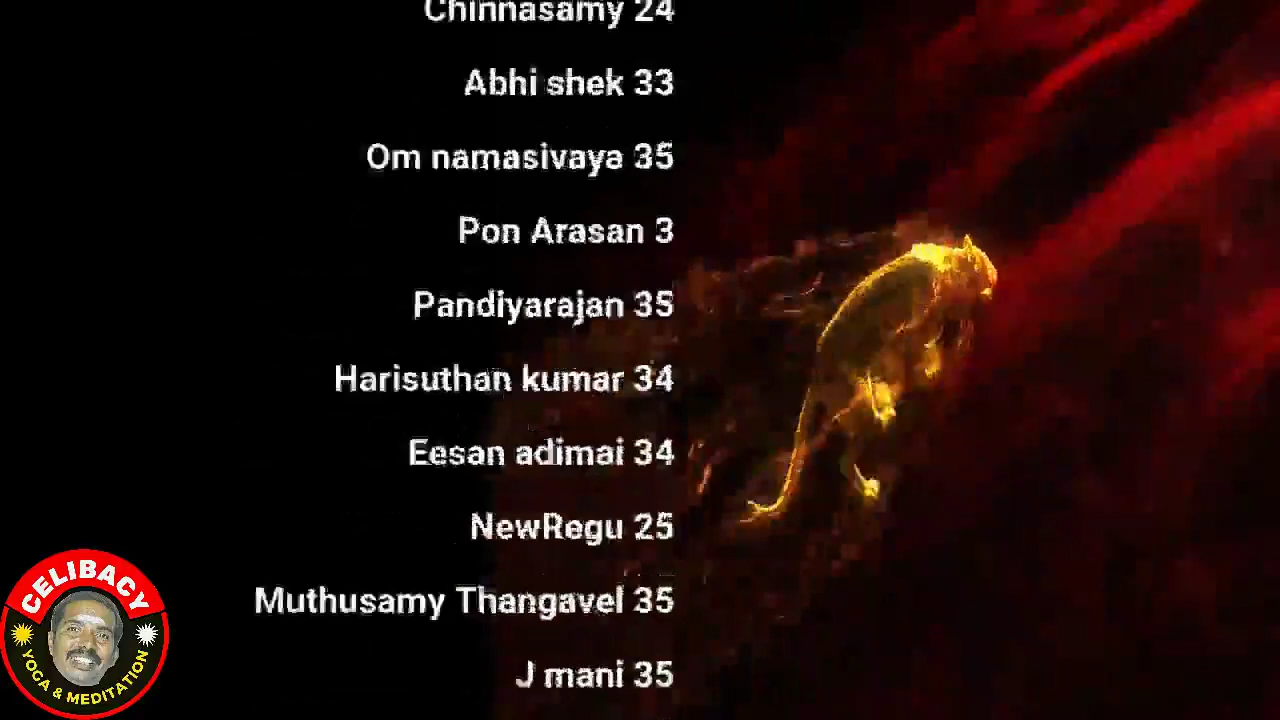 Chinnasamy 24
Abhi shek 33
Om namasivaya 35
Pon Arasan 3
Pandiyarajan 35
Harisuthan kumar 34
Eesan adimai 34
NewRegu 25
Muthusamy Thangavel 35
J mani 35
CELIBACY
YOGA & MEDITATION